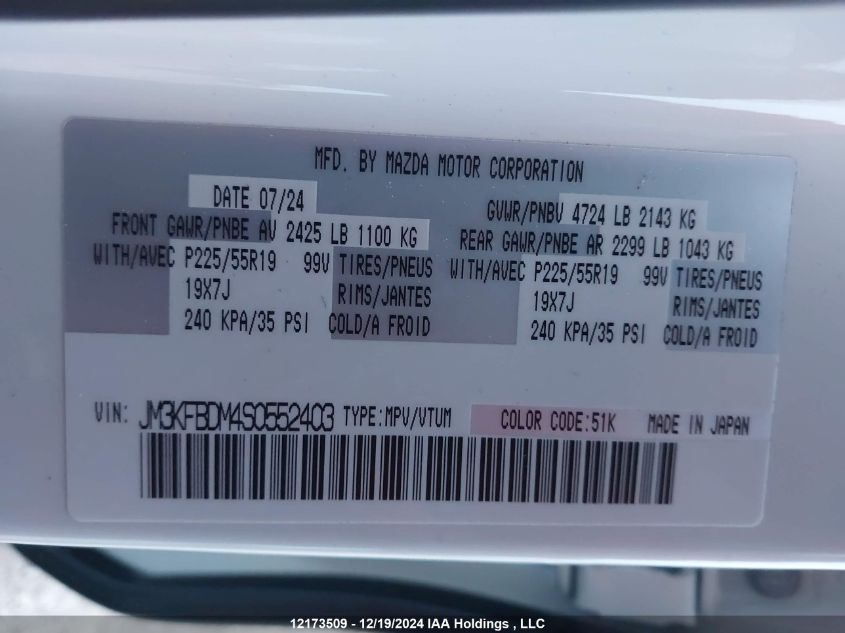 MFD. BY MAZDA MOTOR CORPORATION
DATE 07/24 GVWR/PNBV 4724 LB 2143 KG
FRONT GAWR/PNBE AV 2425 LB 1100 KG REAR GAWR/PNBE AR 2299 LB 1043 KG
WITH/AVEC P225/55R19 99V TIRES/PNEUS WITH/AVEC P225/55R19 99V TIRES/PNEUS
19X7J RIMS/JANTES 19X7J RIMS/JANTES
240 KPA/35 PSI COLD/A FROID 240 KPA/35 PSI COLD/A FROID
VIN: JM3KFBDM4S0552403 TYPE:MPV/VTUM COLOR CODE:51K MADE IN JAPAN
12173509 - 12/19/2024 IAA Holdings , LLC